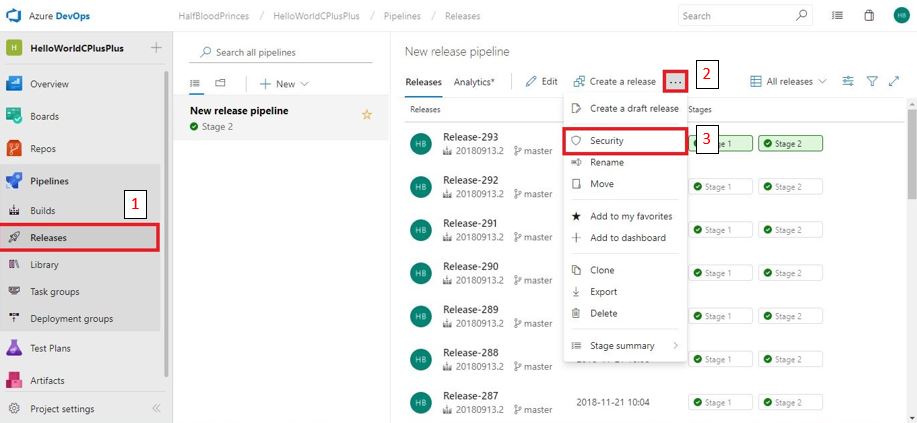 Azure DevOps
HalfBloodPrinces / HelloWorldCPlusPlus / Pipelines / Releases
Search
HB
H HelloWorldCPlusPlus
Overview
Boards
Repos
Pipelines
1
Builds
Releases
Library
Task groups
Deployment groups
Test Plans
Artifacts
Project settings
Search all pipelines
New
New release pipeline
Stage 2
New release pipeline
Releases Analytics* Edit Create a release ... 2 All releases
Releases Stages
Create a draft release
Security 3
Rename
Move
Add to my favorites
Add to dashboard
Clone
Export
Delete
Stage summary
HB Release-293
20180913.2 master
Stage 1 Stage 2
HB Release-292
20180913.2 master
Stage 1 Stage 2
HB Release-291
20180913.2 master
Stage 1 Stage 2
HB Release-290
20180913.2 master
Stage 1 Stage 2
HB Release-289
20180913.2 master
Stage 1 Stage 2
HB Release-288
20180913.2 master
Stage 1 Stage 2
HB Release-287
20180913.2 master
2018-11-21 10:04 Stage 1 Stage 2